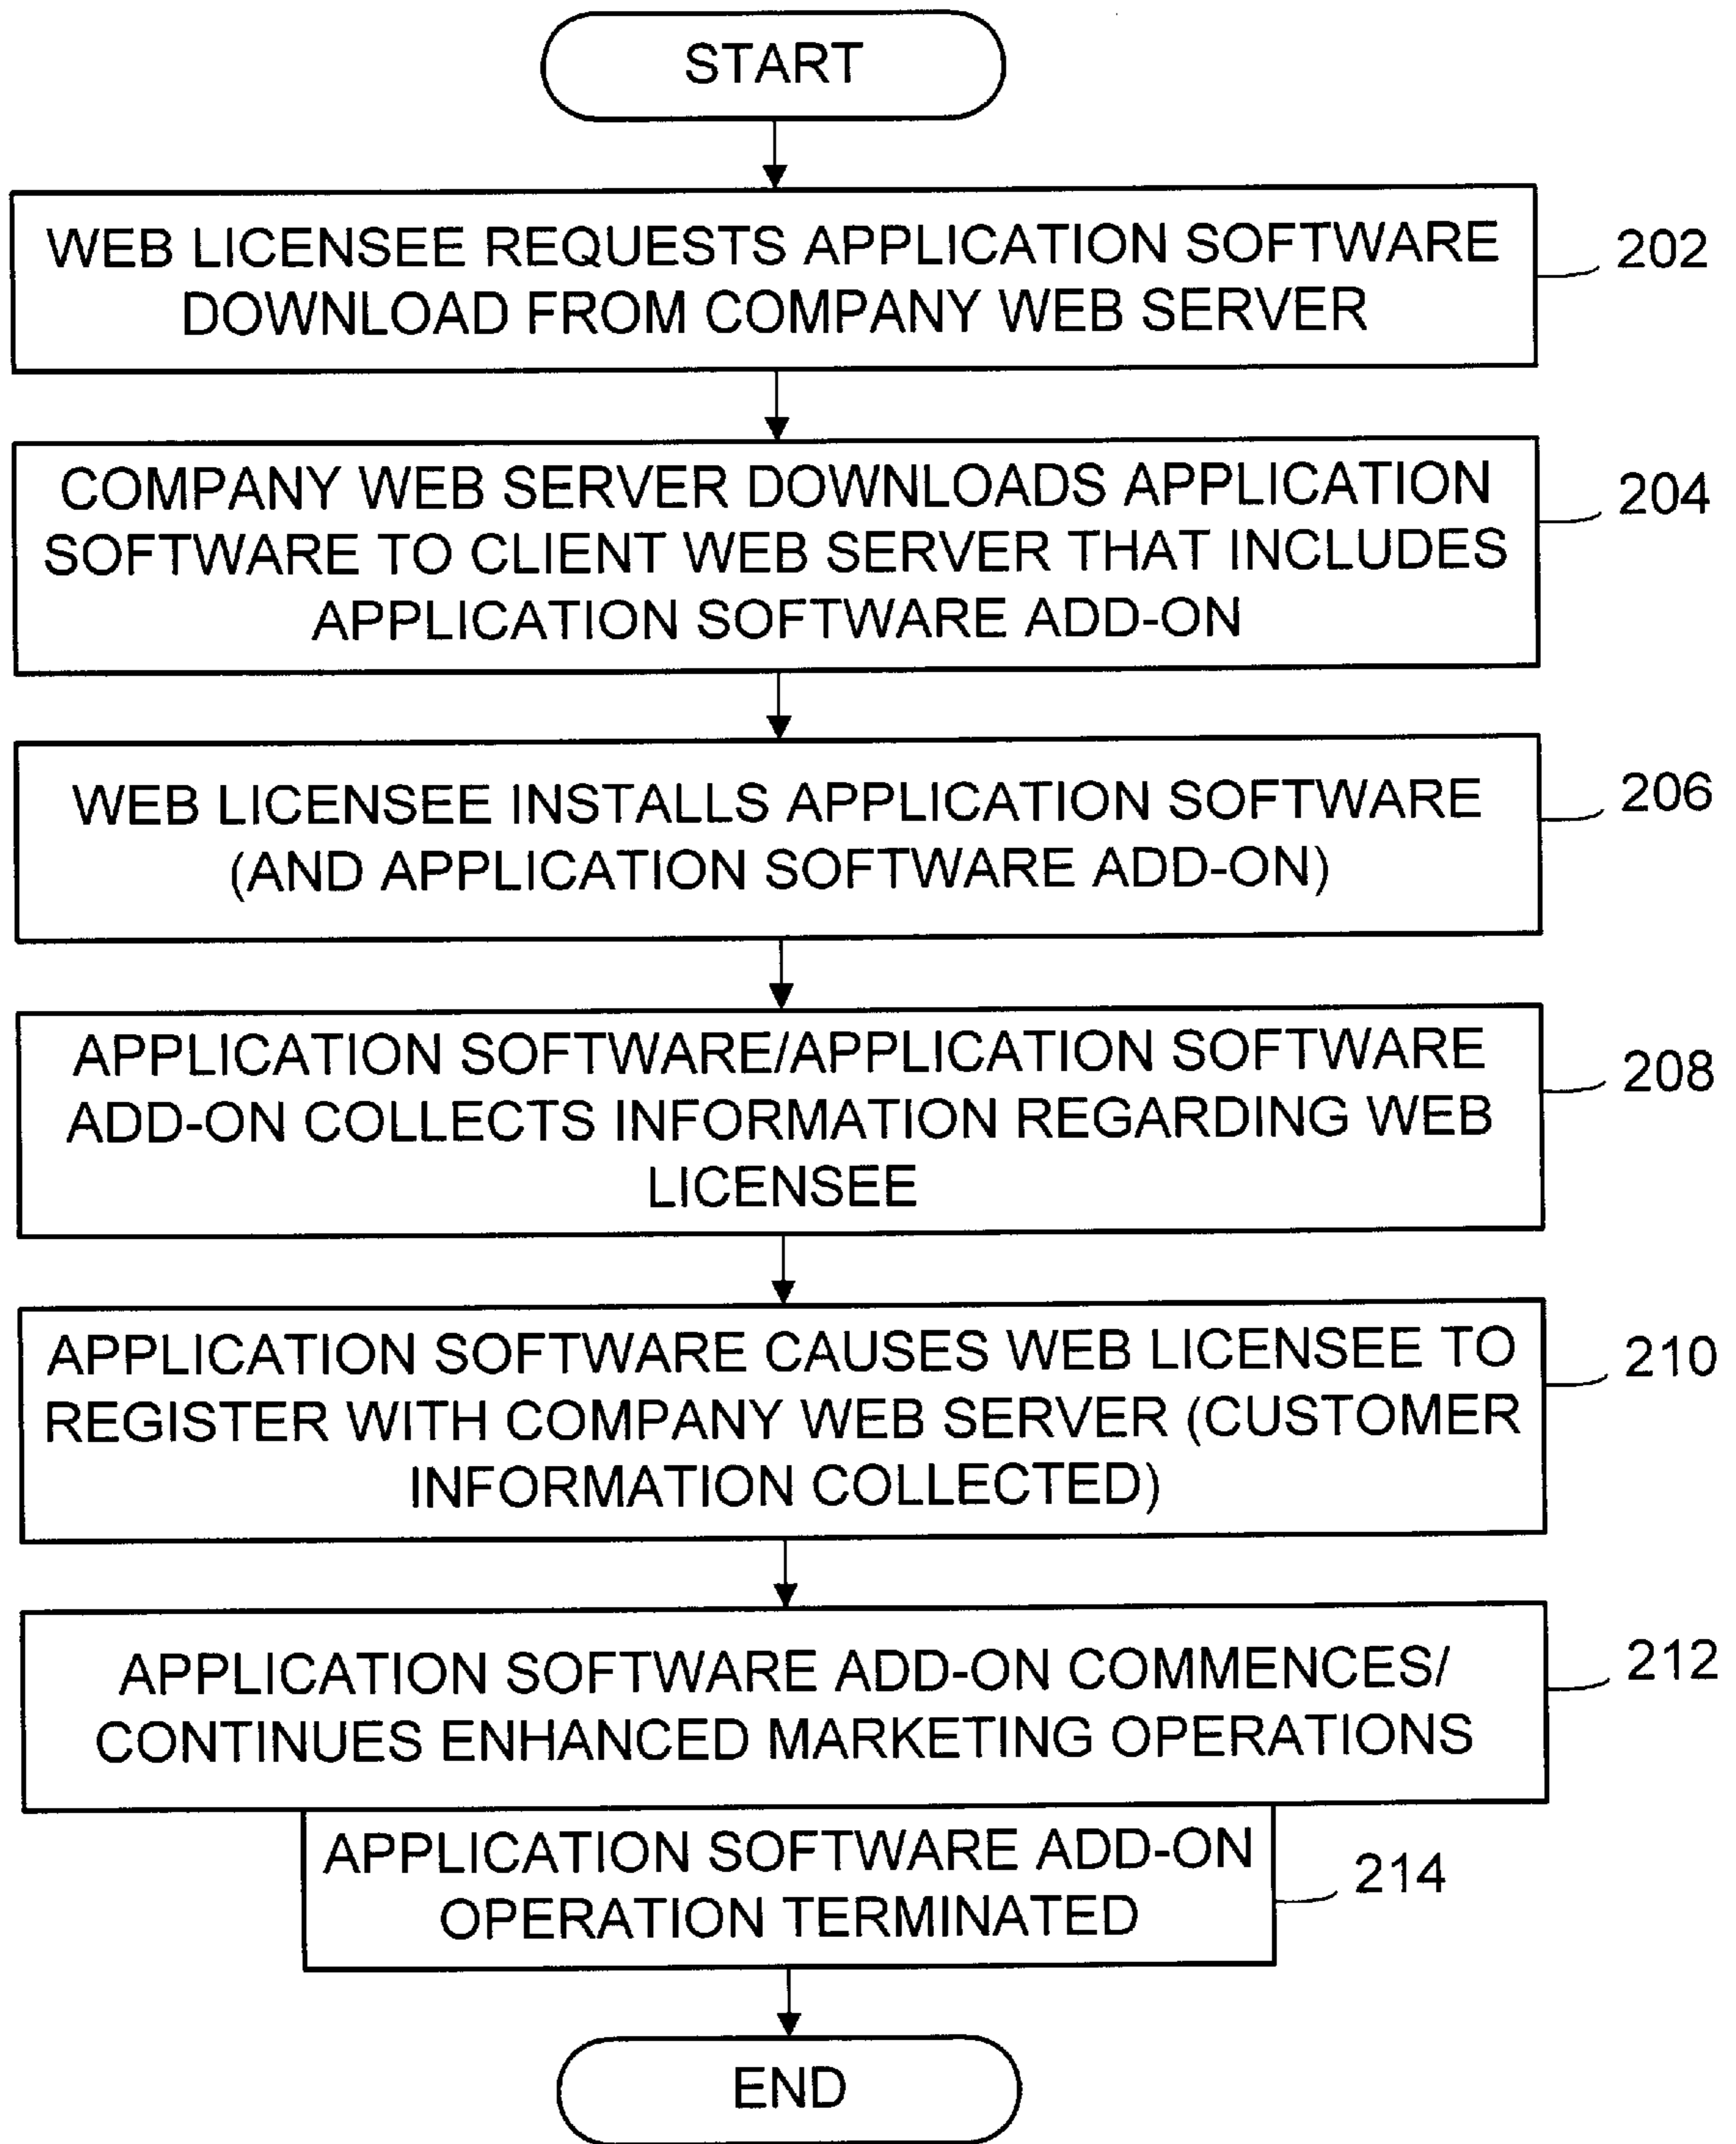 START
WEB LICENSEE REQUESTS APPLICATION SOFTWARE
DOWNLOAD FROM COMPANY WEB SERVER
202
COMPANY WEB SERVER DOWNLOADS APPLICATION
SOFTWARE TO CLIENT WEB SERVER THAT INCLUDES
APPLICATION SOFTWARE ADD-ON
204
WEB LICENSEE INSTALLS APPLICATION SOFTWARE
(AND APPLICATION SOFTWARE ADD-ON)
206
APPLICATION SOFTWARE/APPLICATION SOFTWARE
ADD-ON COLLECTS INFORMATION REGARDING WEB
LICENSEE
208
APPLICATION SOFTWARE CAUSES WEB LICENSEE TO
REGISTER WITH COMPANY WEB SERVER (CUSTOMER
INFORMATION COLLECTED)
210
APPLICATION SOFTWARE ADD-ON COMMENCES/
CONTINUES ENHANCED MARKETING OPERATIONS
212
APPLICATION SOFTWARE ADD-ON
OPERATION TERMINATED
214
END